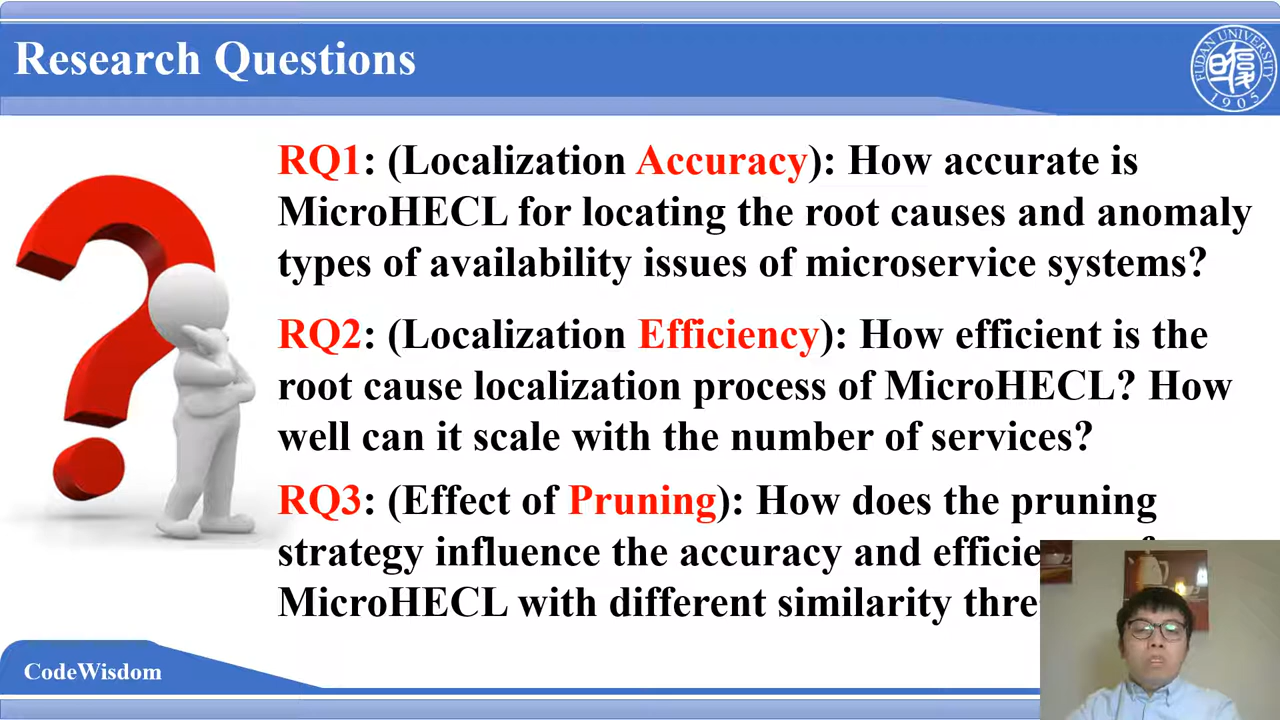 Research Questions
FUDAN UNIVERSITY
1905
RQ1: (Localization Accuracy): How accurate is
MicroHECL for locating the root causes and anomaly
types of availability issues of microservice systems?
RQ2: (Localization Efficiency): How efficient is the
root cause localization process of MicroHECL? How
well can it scale with the number of services?
RQ3: (Effect of Pruning): How does the pruning
strategy influence the accuracy and
MicroHECL with different similarity
CodeWisdom